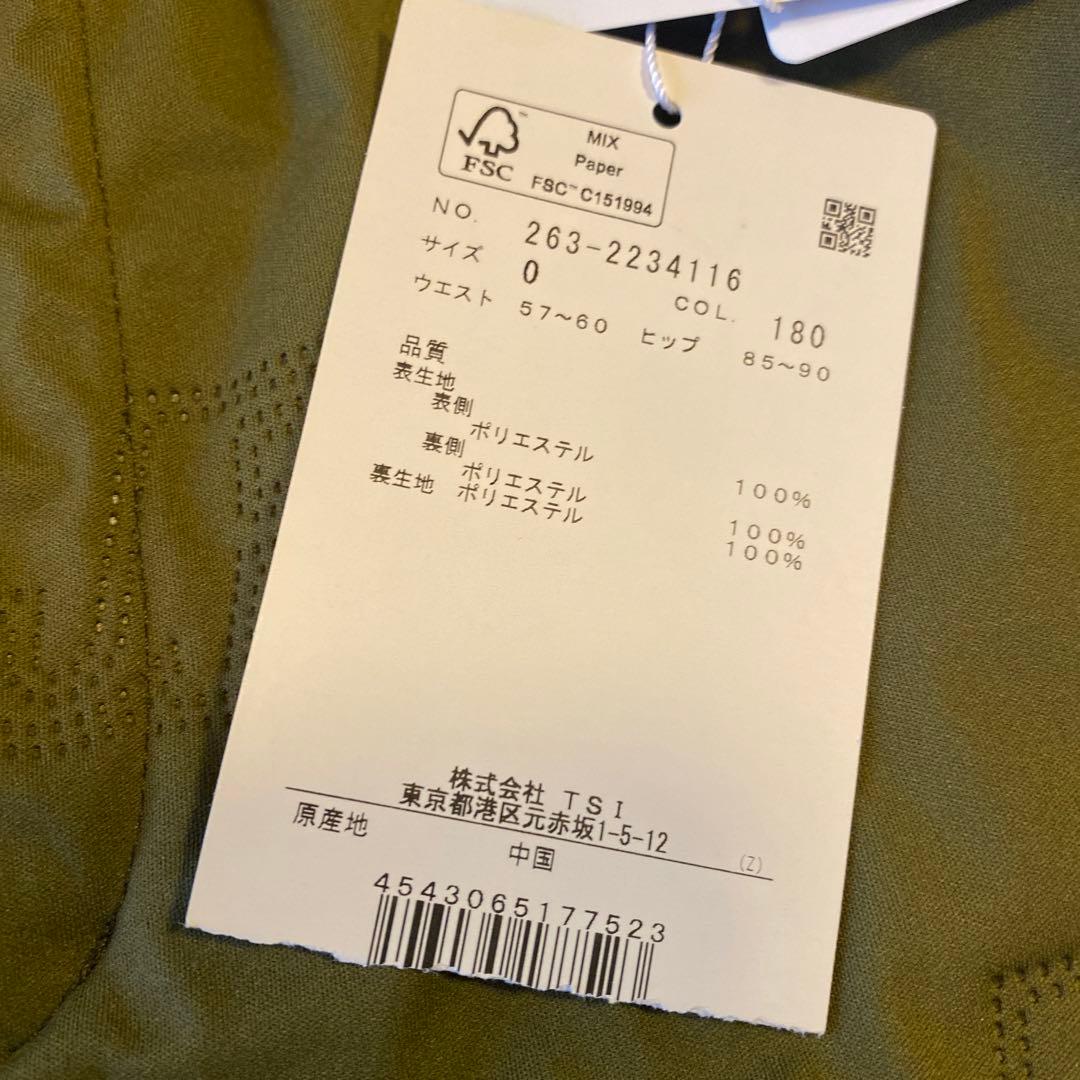 FSC™
MIX
Paper
FSC™ C151994
NO. 263-2234116
サイズ 0 COL. 180
ウエスト 57~60 ヒップ 85~90
品質
表生地
表側
ポリエステル 100%
裏側
ポリエステル 100%
裏生地 ポリエステル 100%
株式会社 TSI
東京都港区元赤坂1-5-12
(Z)
原産地 中国
4543065177523